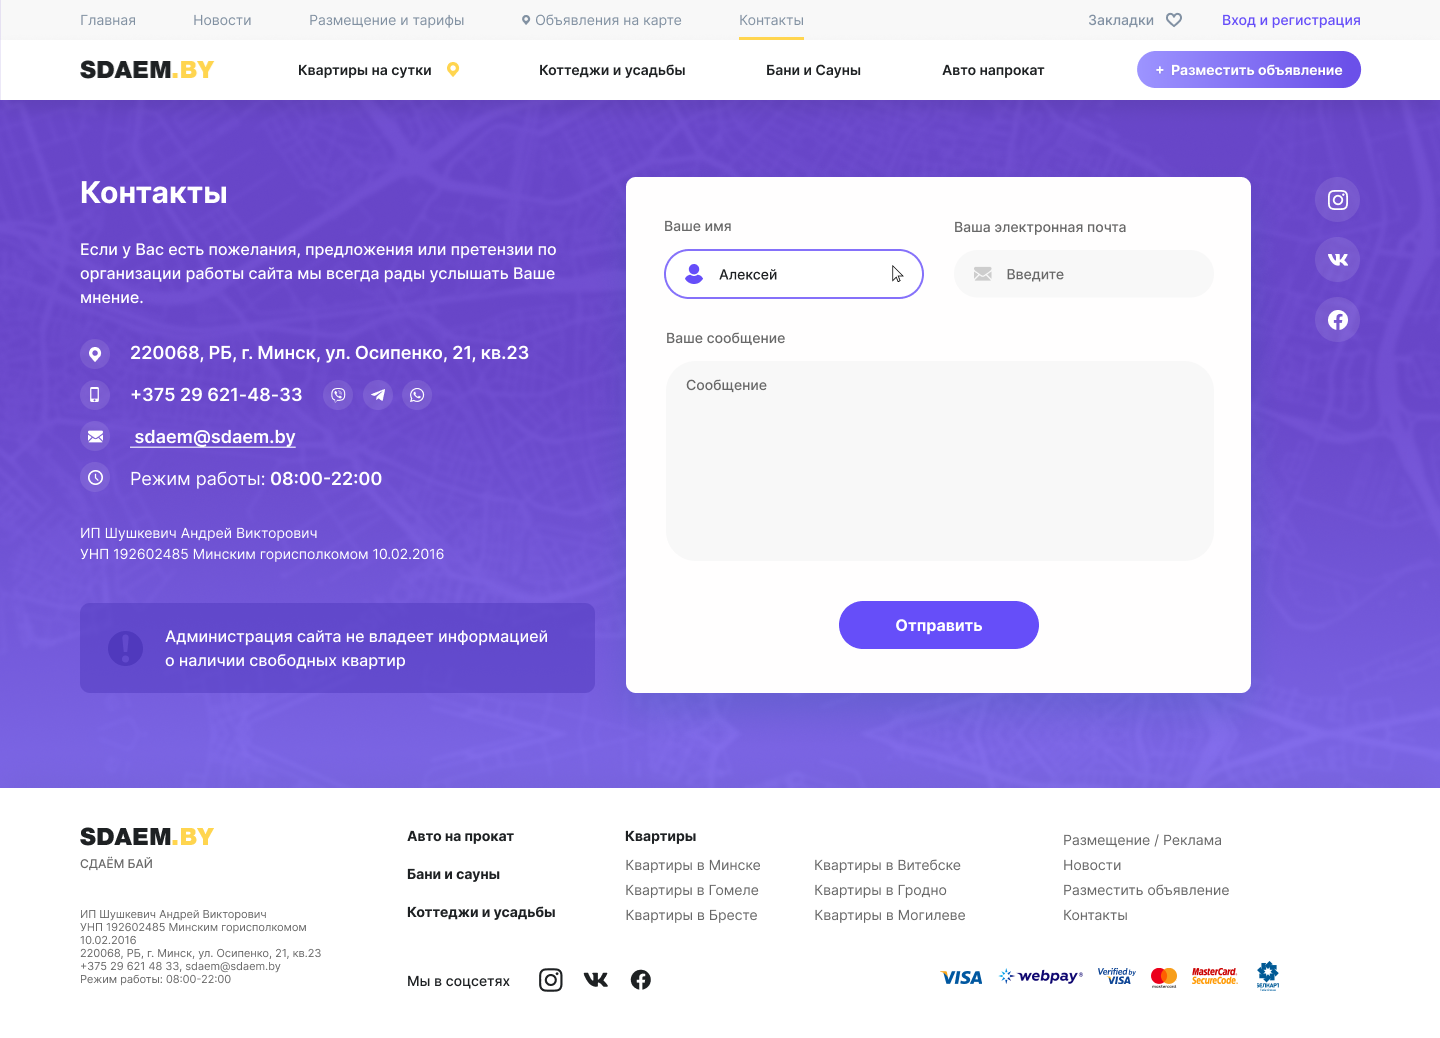 Главная
Новости
Размещение и тарифы
Объявления на карте
Контакты
Закладки
Вход и регистрация
SDAEM.BY
Квартиры на сутки
Коттеджи и усадьбы
Бани и Сауны
Авто напрокат
+ Разместить объявление
Контакты
Если у Вас есть пожелания, предложения или претензии по
организации работы сайта мы всегда рады услышать Ваше
мнение.
220068, РБ, г. Минск, ул. Осипенко, 21, кв.23
+375 29 621-48-33
sdaem@sdaem.by
Режим работы: 08:00-22:00
ИП Шушкевич Андрей Викторович
УНП 192602485 Минским горисполкомом 10.02.2016
Администрация сайта не владеет информацией
о наличии свободных квартир
Ваше имя
Алексей
Ваша электронная почта
Введите
Ваше сообщение
Сообщение
Отправить
SDAEM.BY
СДАЁМ БАЙ
ИП Шушкевич Андрей Викторович
УНП 192602485 Минским горисполкомом
10.02.2016
220068, РБ, г. Минск, ул. Осипенко, 21, кв.23
+375 29 621 48 33, sdaem@sdaem.by
Режим работы: 08:00-22:00
Авто на прокат
Бани и сауны
Коттеджи и усадьбы
Квартиры
Квартиры в Минске
Квартиры в Гомеле
Квартиры в Бресте
Квартиры в Витебске
Квартиры в Гродно
Квартиры в Могилеве
Размещение / Реклама
Новости
Разместить объявление
Контакты
Мы в соцсетях
VISA
webpay®
Verified by
VISA
mastercard
MasterCard.
SecureCode.
БЕЛКАРТ